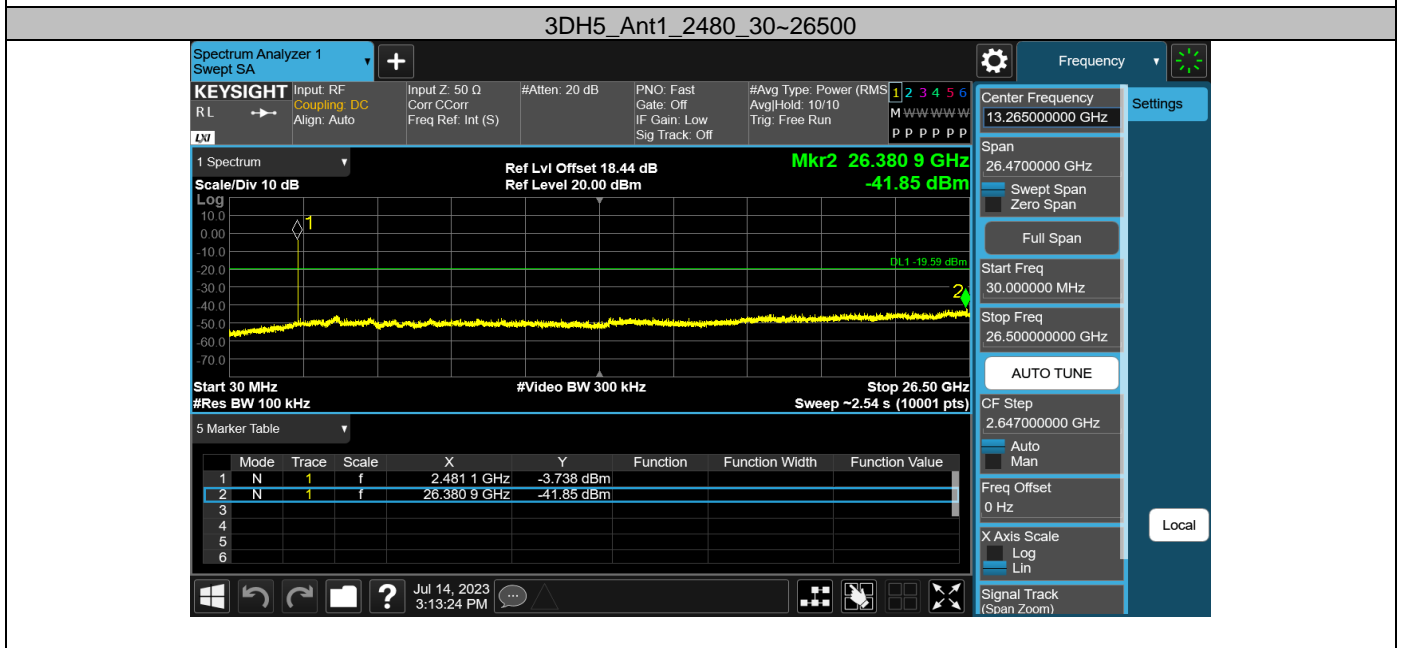 3DH5_Ant1_2480_30~26500
Spectrum Analyzer 1
Swept SA
+
Frequency
KEYSIGHT
RL
LXI
Input: RF
Coupling: DC
Align: Auto
Input Z: 50 Ω
Corr CCorr
Freq Ref: Int (S)
#Atten: 20 dB
PNO: Fast
Gate: Off
IF Gain: Low
Sig Track: Off
#Avg Type: Power (RMS
Avg|Hold: 10/10
Trig: Free Run
1 2 3 4 5 6
M W W W W W
P P P P P P
Center Frequency
13.265000000 GHz
Settings
Span
26.4700000 GHz
Swept Span
Zero Span
Full Span
Start Freq
30.000000 MHz
Stop Freq
26.500000000 GHz
AUTO TUNE
CF Step
2.647000000 GHz
Auto
Man
Freq Offset
0 Hz
X Axis Scale
Log
Lin
Signal Track
(Span Zoom)
Local
1 Spectrum
Scale/Div 10 dB
Ref Lvl Offset 18.44 dB
Ref Level 20.00 dBm
Mkr2 26.380 9 GHz
-41.85 dBm
Log
10.0
0.00
-10.0
-20.0
-30.0
-40.0
-50.0
-60.0
-70.0
1
DL1 -19.59 dBm
2
Start 30 MHz
#Res BW 100 kHz
#Video BW 300 kHz
Stop 26.50 GHz
Sweep ~2.54 s (10001 pts)
5 Marker Table
Mode Trace Scale X Y Function Function Width Function Value
1 N 1 f 2.481 1 GHz -3.738 dBm
2 N 1 f 26.380 9 GHz -41.85 dBm
3
4
5
6
?
Jul 14, 2023
3:13:24 PM